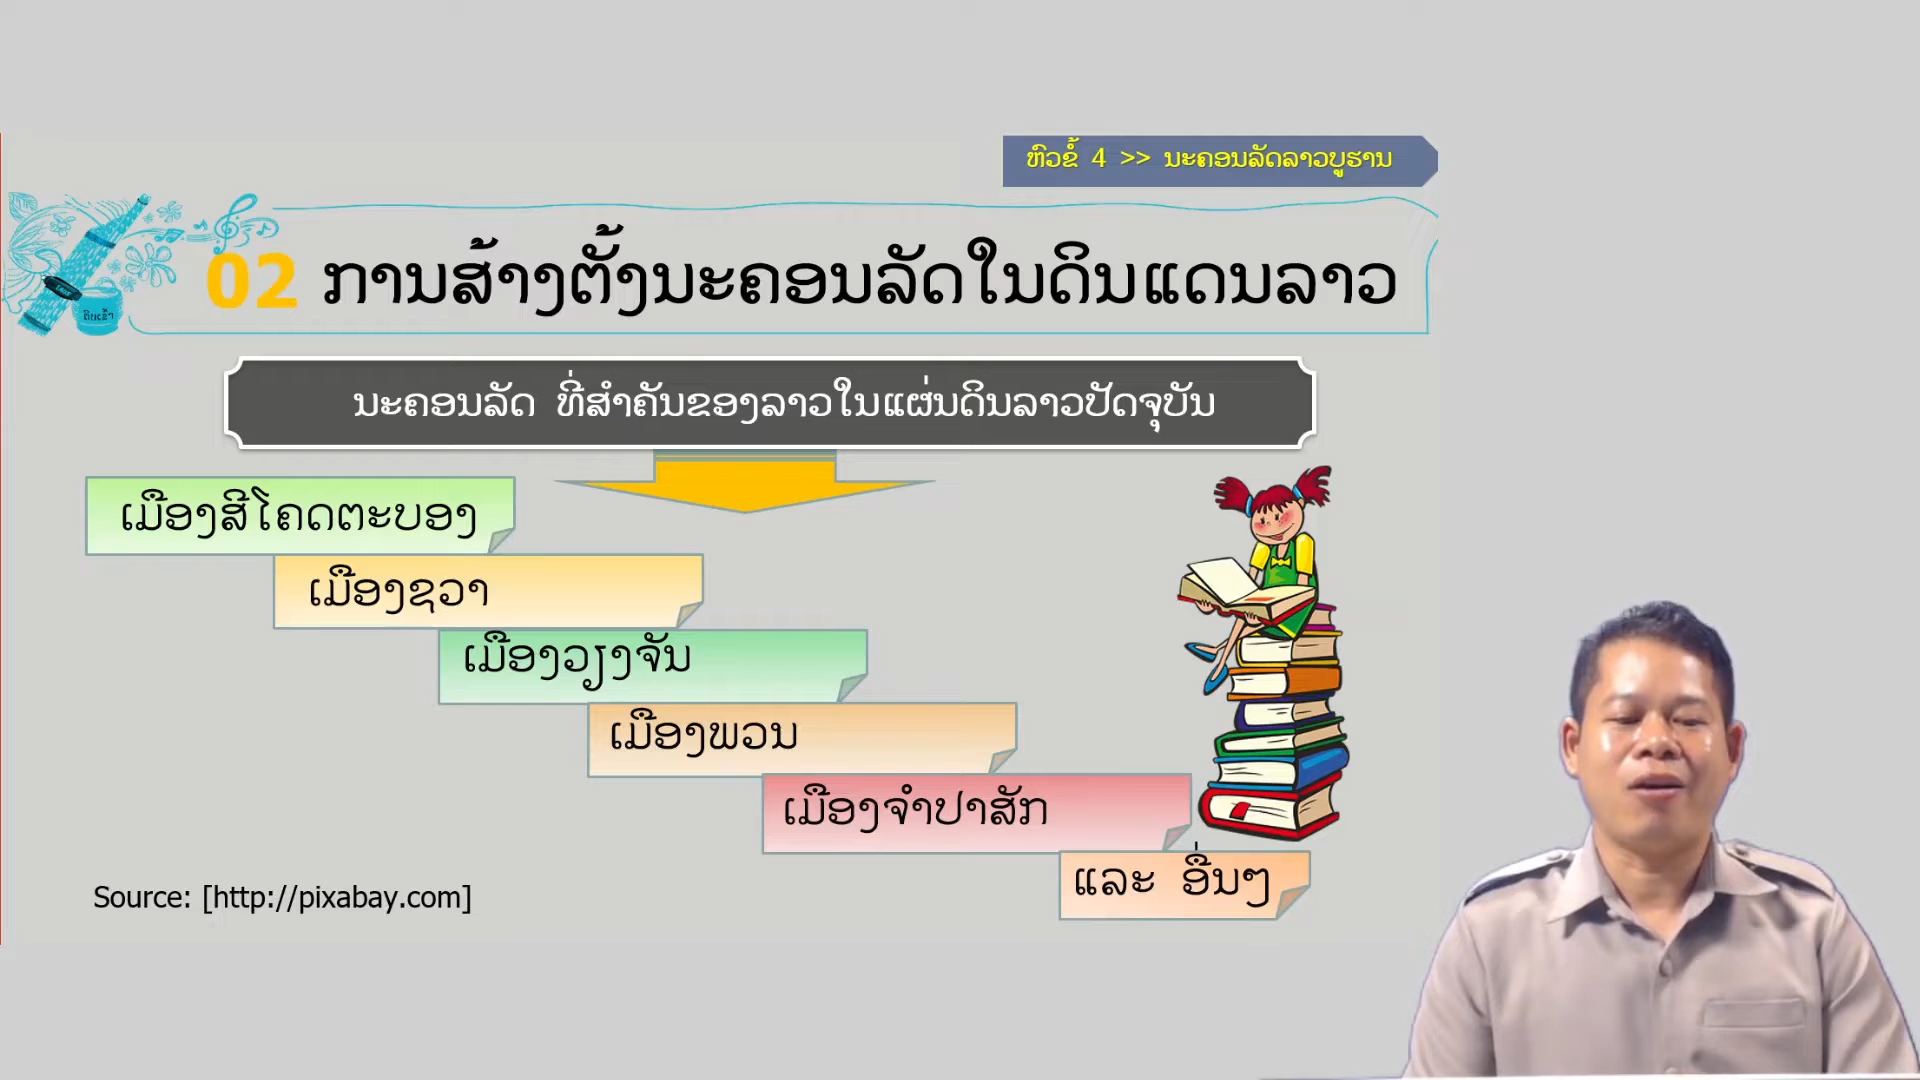 ຫົວຂໍ້ 4 >> ນະຄອນລັດລາວບູຮານ
02 ການສ້າງຕັ້ງນະຄອນລັດໃນດິນແດນລາວ
ນະຄອນລັດ ທີ່ສຳຄັນຂອງລາວໃນແຜ່ນດິນລາວປັດຈຸບັນ
ເມືອງສີໂຄດຕະບອງ
ເມືອງຊວາ
ເມືອງວຽງຈັນ
ເມືອງພວນ
ເມືອງຈຳປາສັກ
ແລະ ອື່ນໆ
Source: [http://pixabay.com]